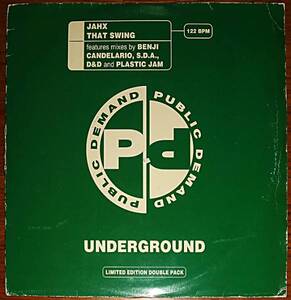 JAHX
THAT SWING
122 BPM
features mixes by BENJI
CANDELARIO, S.D.A.,
D&D and PLASTIC JAM
PUBLIC DEMAND PUBLIC DEMAND
P.d
UNDERGROUND
LIMITED EDITION DOUBLE PACK